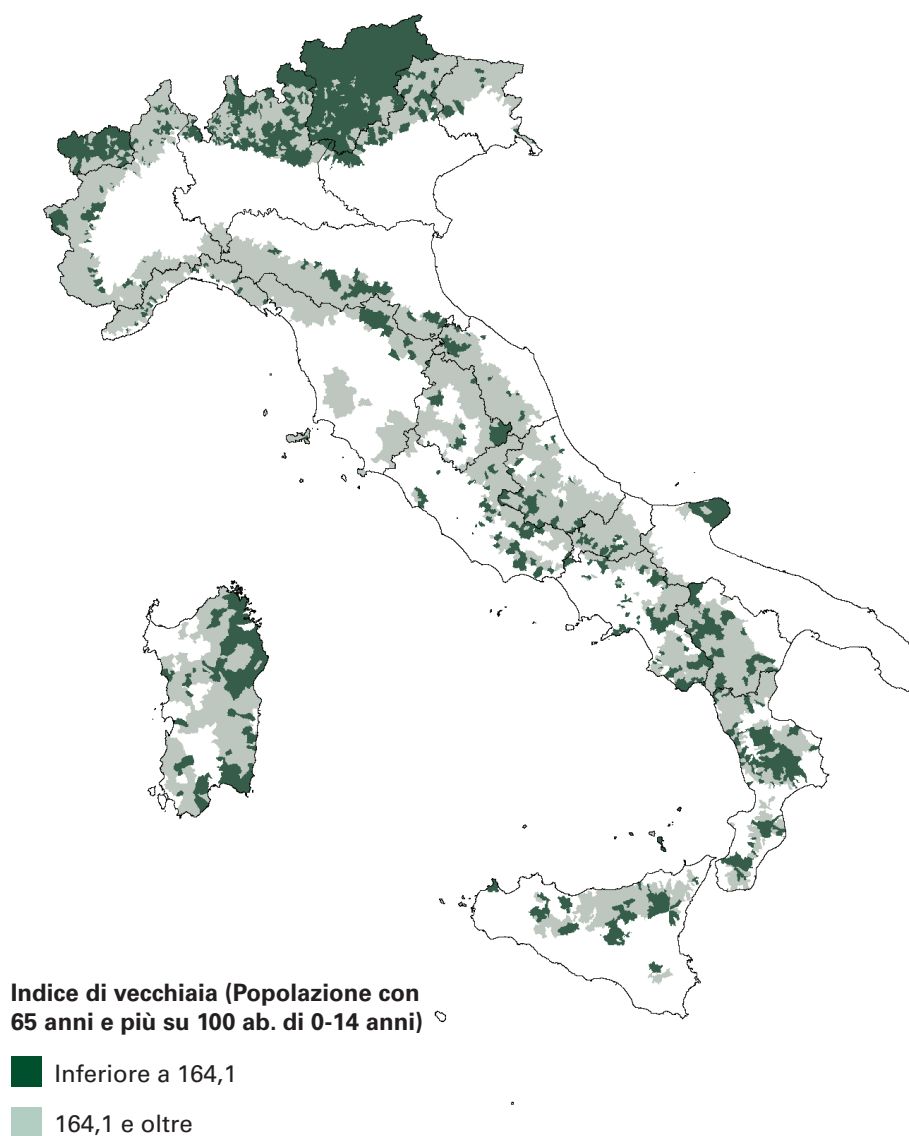 Indice di vecchiaia (Popolazione con
65 anni e più su 100 ab. di 0-14 anni)
Inferiore a 164,1
164,1 e oltre